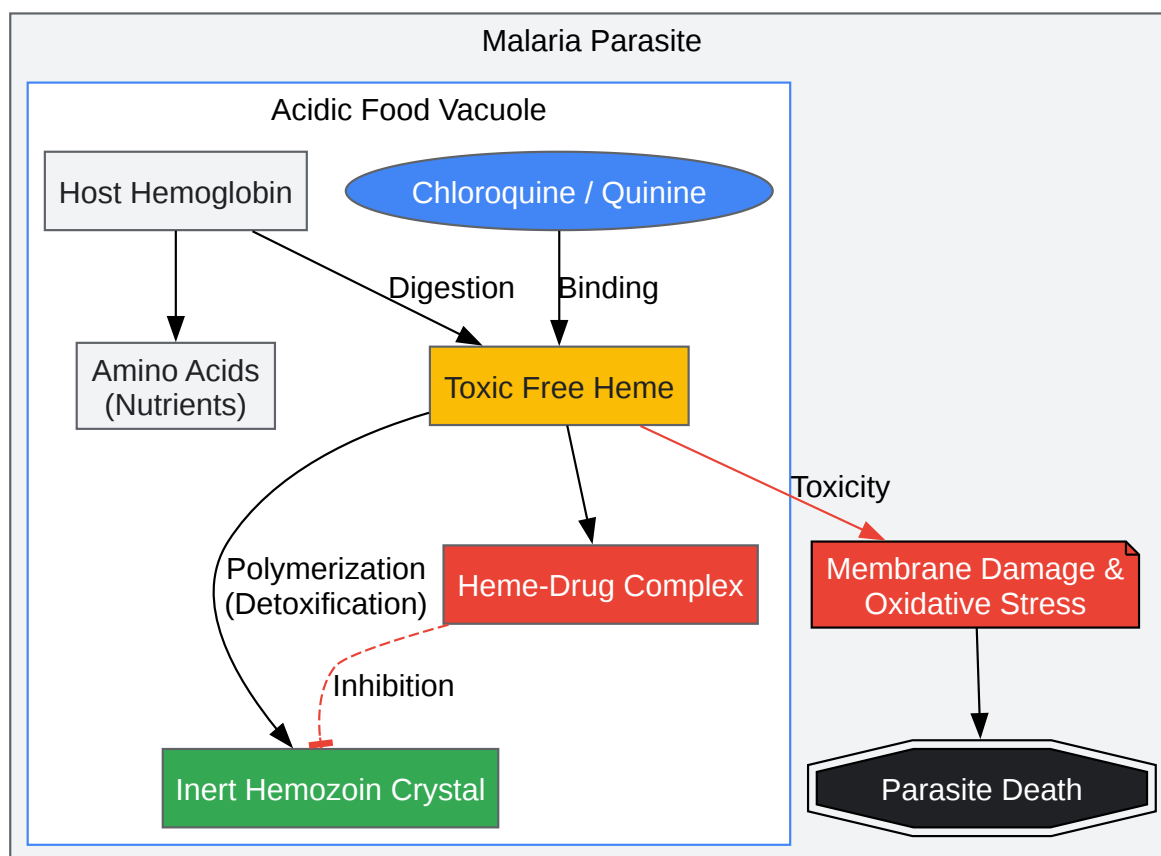 Malaria Parasite
Acidic Food Vacuole
Host Hemoglobin
Chloroquine / Quinine
Digestion
Binding
Amino Acids
(Nutrients)
Toxic Free Heme
Toxicity
Polymerization
(Detoxification)
Heme-Drug Complex
Membrane Damage &
Oxidative Stress
Inhibition
Inert Hemozoin Crystal
Parasite Death